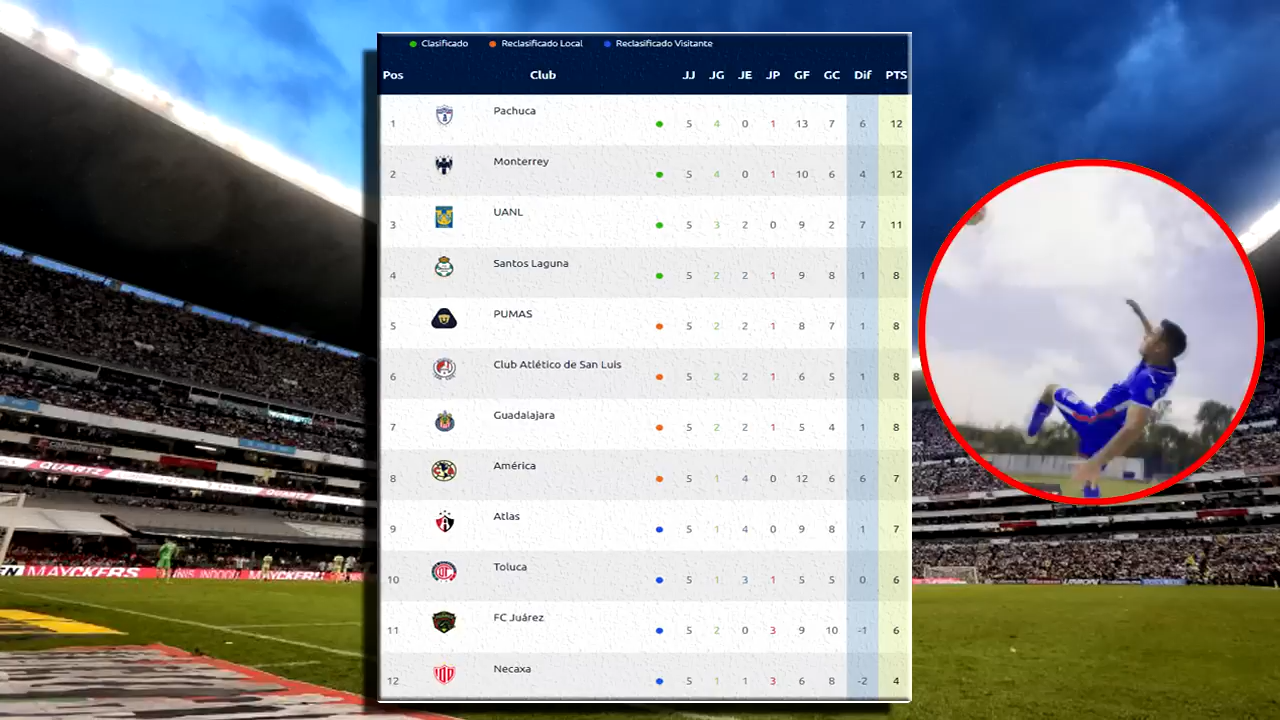 Clasificado Reclasificado Local Reclasificado Visitante
Pos Club JJ JG JE JP GF GC Dif PTS
1 Pachuca 5 4 0 1 13 7 6 12
2 Monterrey 5 4 0 1 10 6 4 12
3 UANL 5 3 2 0 9 2 7 11
4 Santos Laguna 5 2 2 1 9 8 1 8
5 PUMAS 5 2 2 1 8 7 1 8
6 Club Atlético de San Luis 5 2 2 1 6 5 1 8
7 Guadalajara 5 2 2 1 5 4 1 8
8 América 5 1 4 0 12 6 6 7
9 Atlas 5 1 4 0 9 8 1 7
10 Toluca 5 1 3 1 5 5 0 6
11 FC Juárez 5 2 0 3 9 10 -1 6
12 Necaxa 5 1 1 3 6 8 -2 4
QUARTZ
MAYCKERS